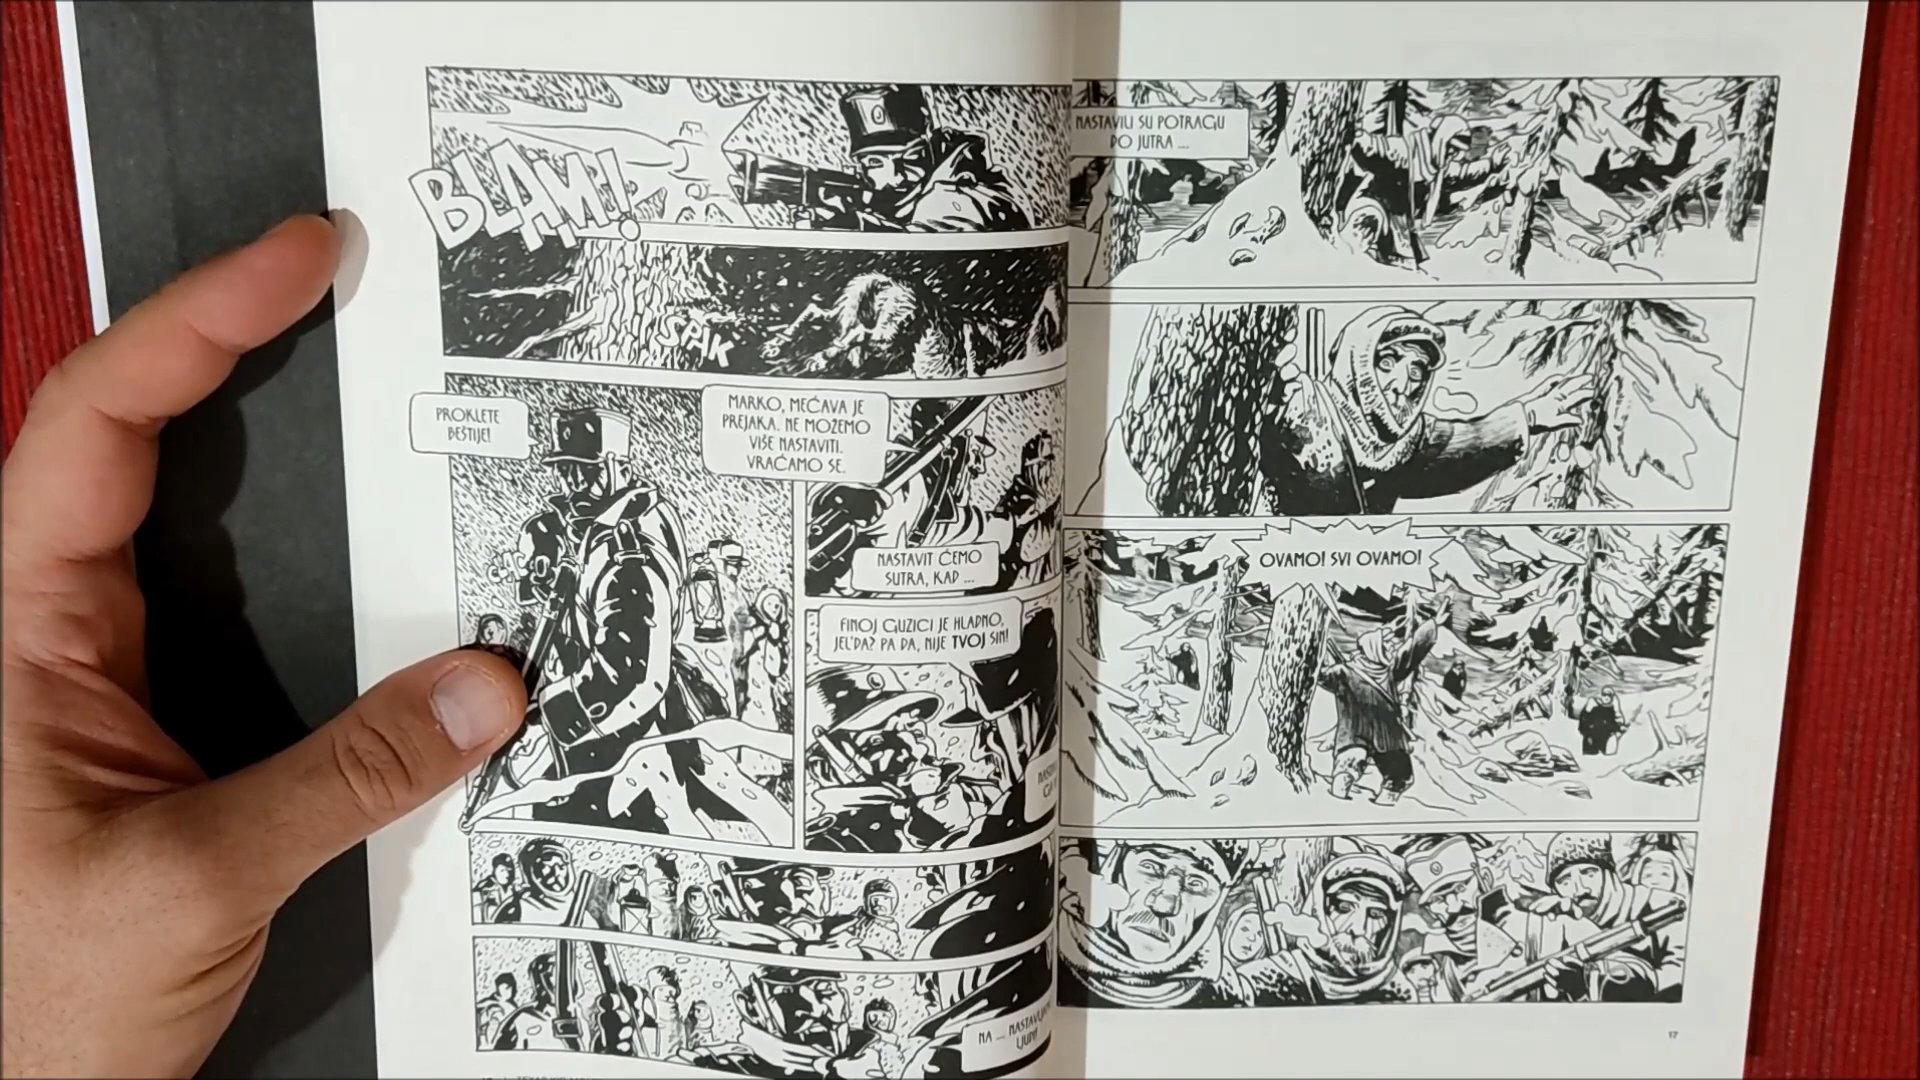 BLAM!
SPAK
PROKLETE
BEŠTIJE!
MARKO, MEĆAVA JE
PREJAKA. NE MOŽEMO
VIŠE NASTAVITI.
VRAĆAMO SE.
NASTAVIT ĆEMO
SUTRA, KAD ...
FINOJ GUZICI JE HLADNO,
JEL'DA? PA DA, NIJE TVOJ SIN!
NA ...
NASTAVILI SU POTRAGU
DO JUTRA ...
OVAMO! SVI OVAMO!
17